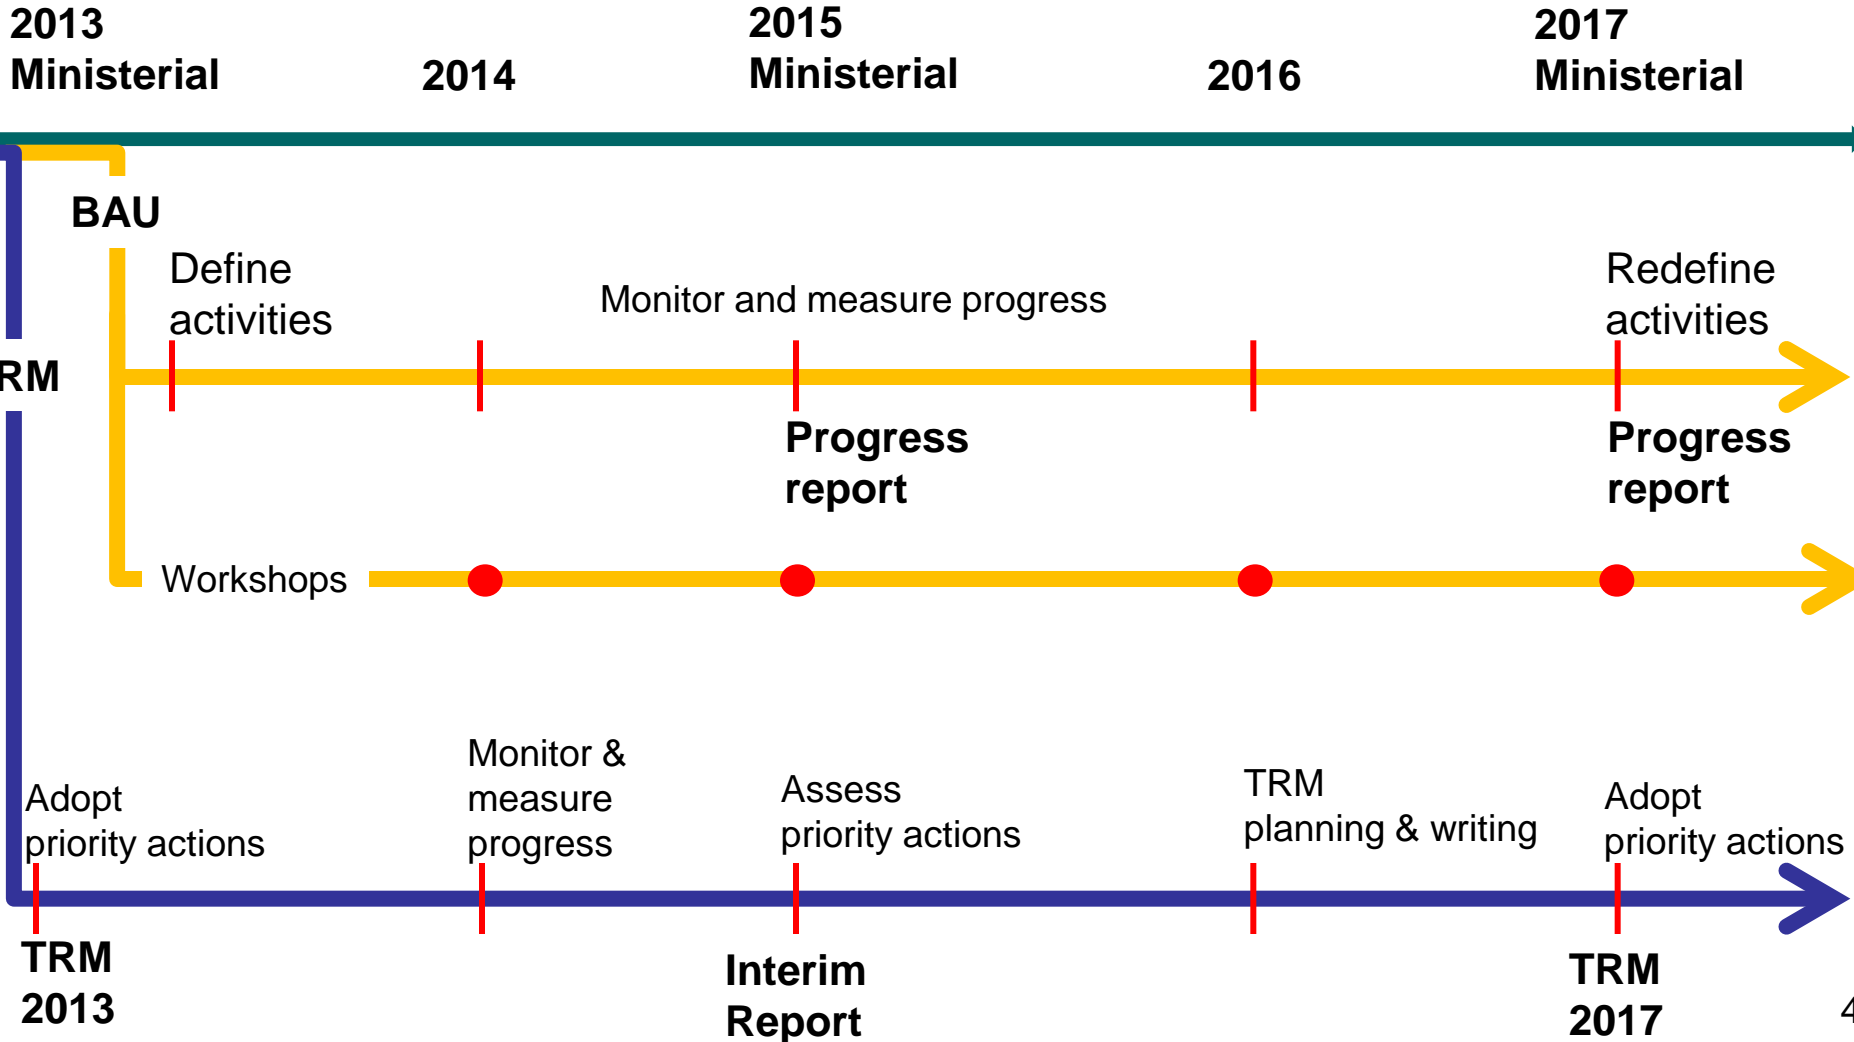 2013
Ministerial
2014
2015
Ministerial
2016
2017
Ministerial
BAU
Define
activities
Monitor and measure progress
Redefine
activities
RM
Progress
report
Progress
report
Workshops
Adopt
priority actions
Monitor &
measure
progress
Assess
priority actions
TRM
planning & writing
Adopt
priority actions
TRM
2013
Interim
Report
TRM
2017
4